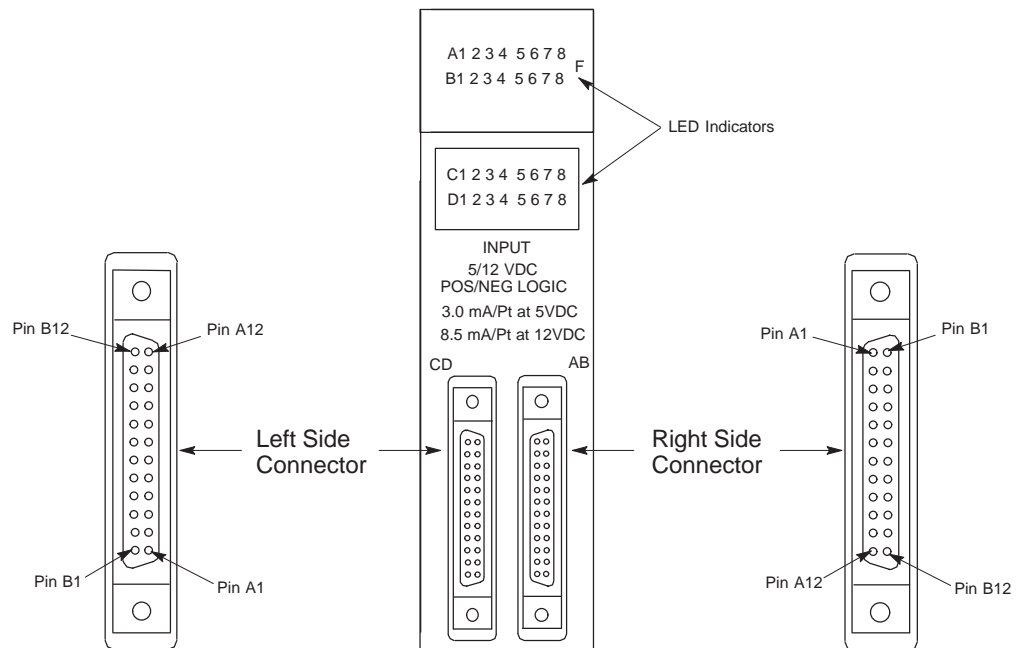 A1 2 3 4 5 6 7 8
F
B1 2 3 4 5 6 7 8
LED Indicators
C1 2 3 4 5 6 7 8
D1 2 3 4 5 6 7 8
INPUT
5/12 VDC
POS/NEG LOGIC
3.0 mA/Pt at 5VDC
8.5 mA/Pt at 12VDC
CD
AB
Pin B12
Pin A12
Pin A1
Pin B1
Left Side
Connector
Right Side
Connector
Pin B1
Pin A1
Pin A12
Pin B12